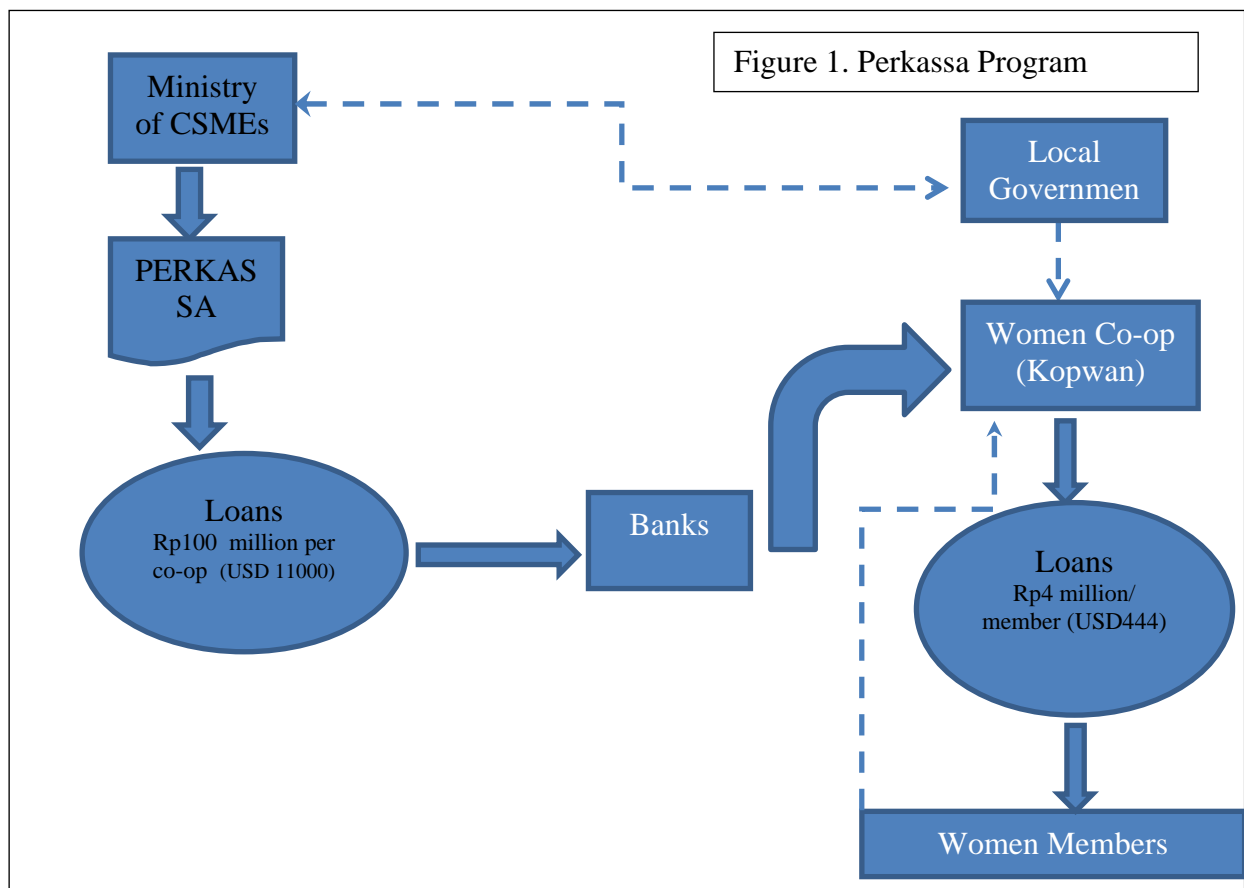 Figure 1. Perkassa Program
Ministry
of CSMEs
Local
Governmen
PERKAS
SA
Women Co-op
(Kopwan)
Loans
Rp100 million per
co-op (USD 11000)
Banks
Loans
Rp4 million/
member (USD444)
Women Members